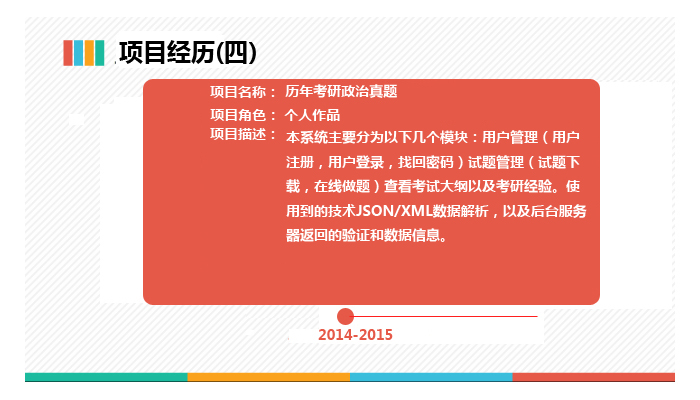 项目经历(四)
项目名称： 历年考研政治真题
项目角色： 个人作品
项目描述： 本系统主要分为以下几个模块：用户管理（用户
注册，用户登录，找回密码）试题管理（试题下
载，在线做题）查看考试大纲以及考研经验。使
用到的技术JSON/XML数据解析，以及后台服务
器返回的验证和数据信息。
2014-2015